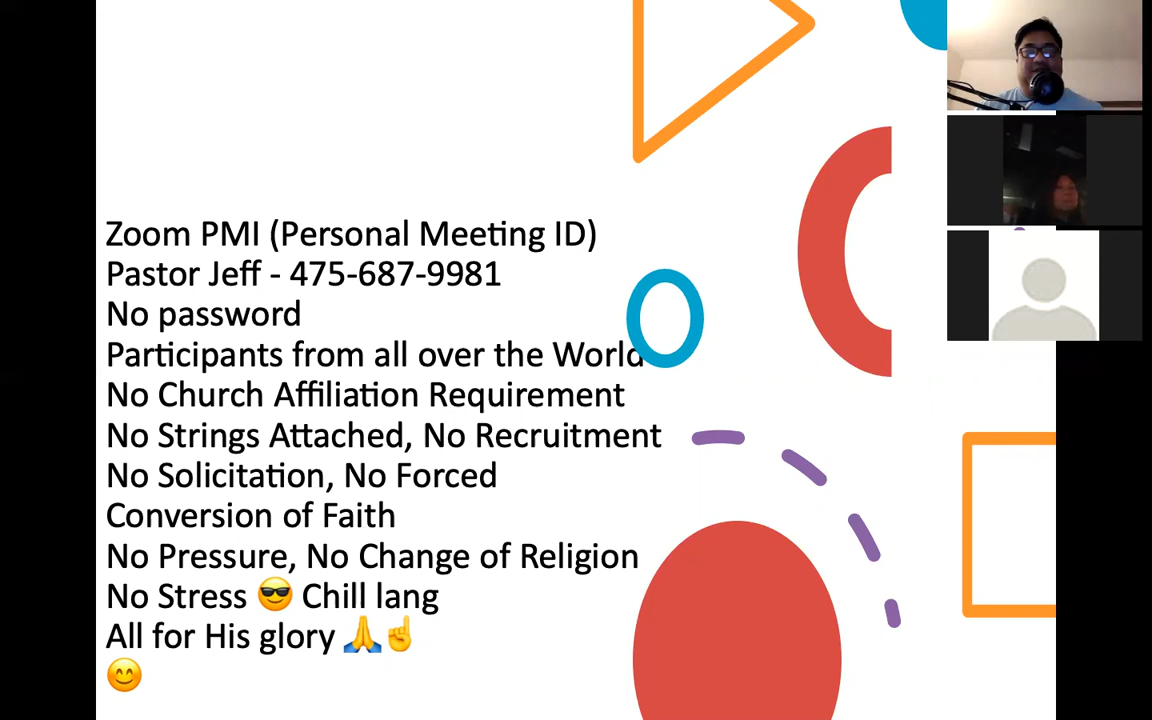 Zoom PMI (Personal Meeting ID)
Pastor Jeff - 475-687-9981
No password
Participants from all over the World
No Church Affiliation Requirement
No Strings Attached, No Recruitment
No Solicitation, No Forced
Conversion of Faith
No Pressure, No Change of Religion
No Stress 😎 Chill lang
All for His glory 🙏☝️
😊